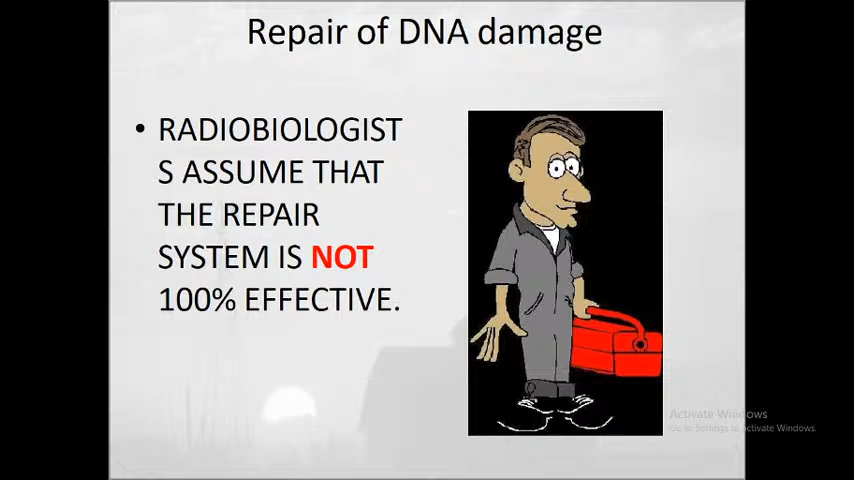 Repair of DNA damage
• RADIOBIOLOGIST
S ASSUME THAT
THE REPAIR
SYSTEM IS NOT
100% EFFECTIVE.
Activate Windows
Go to Settings to activate Windows.